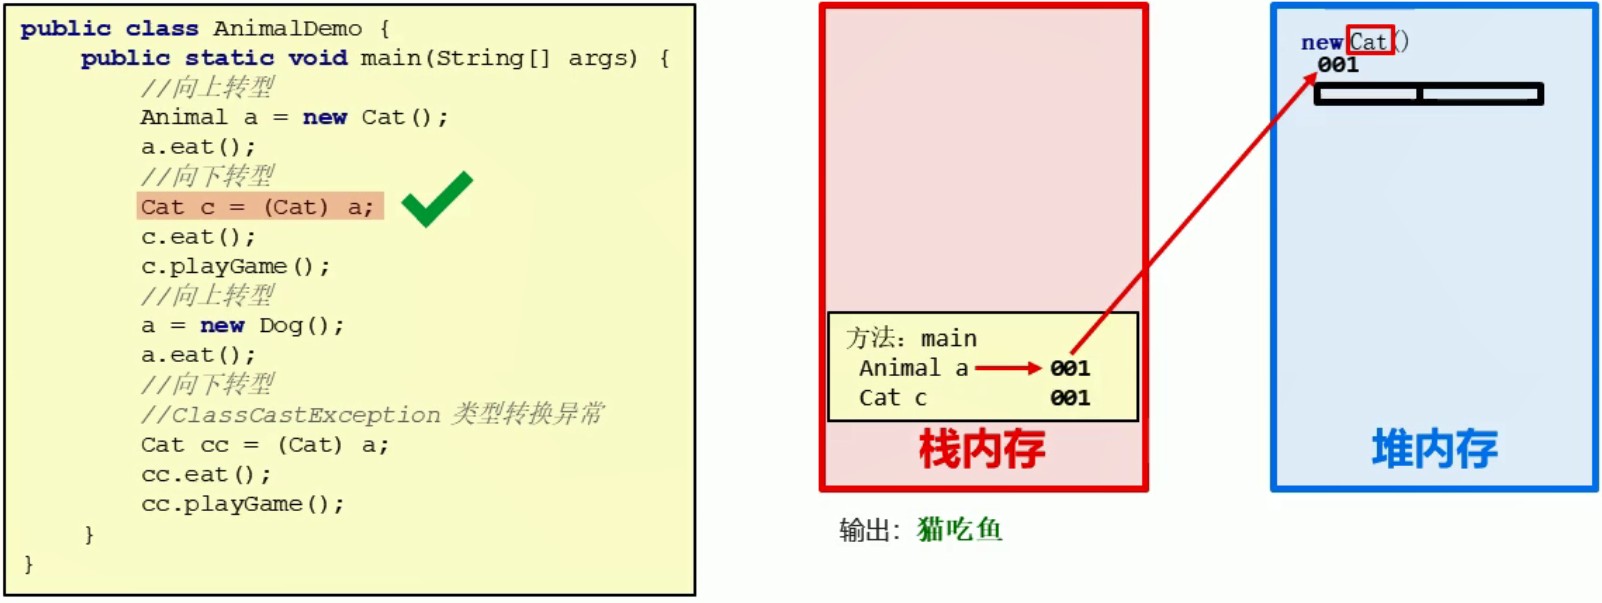 public class AnimalDemo {
public static void main(String[] args) {
//向上转型
Animal a = new Cat();
a.eat();
//向下转型
Cat c = (Cat) a;
c.eat();
c.playGame();
//向上转型
a = new Dog();
a.eat();
//向下转型
//ClassCastException 类型转换异常
Cat cc = (Cat) a;
cc.eat();
cc.playGame();
}
}
方法：main
Animal a 001
Cat c 001
栈内存
输出：猫吃鱼
new Cat()
001
堆内存